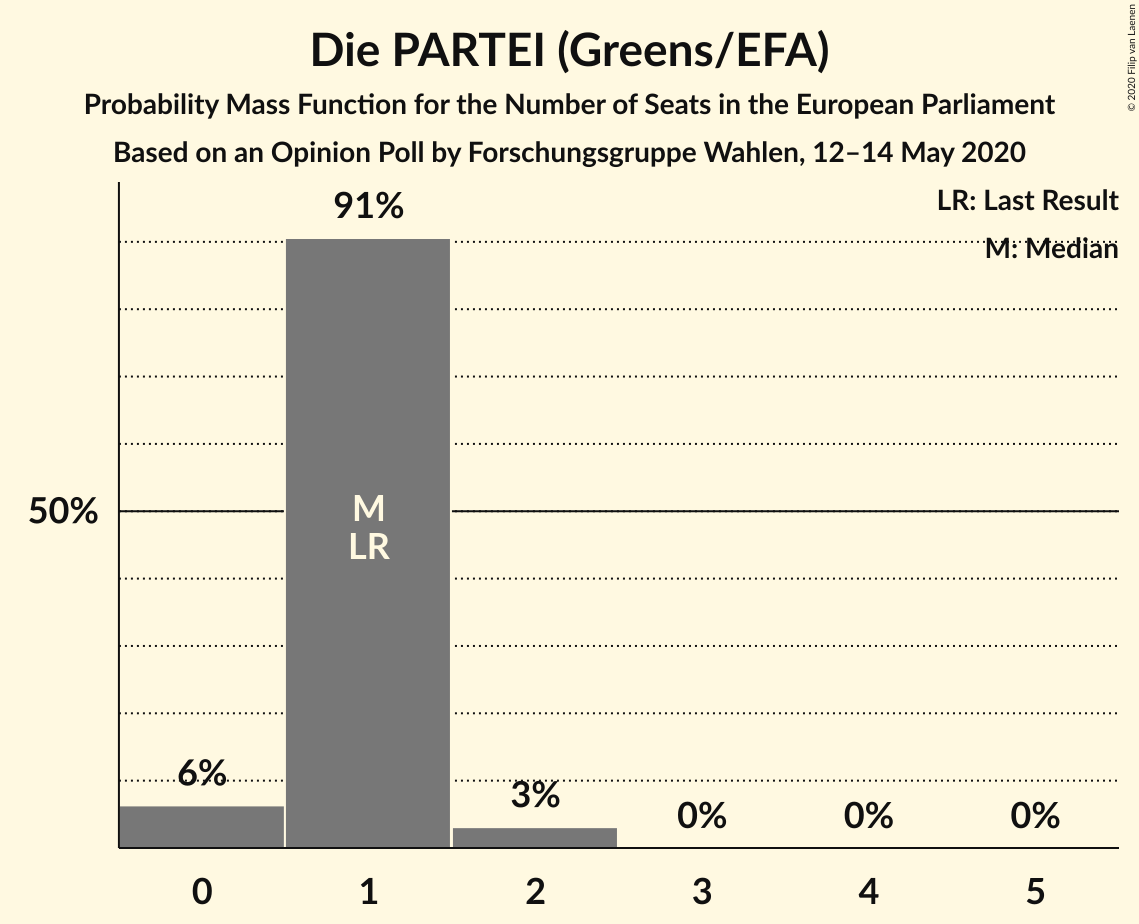 Die PARTEI (Greens/EFA)
Probability Mass Function for the Number of Seats in the European Parliament
Based on an Opinion Poll by Forschungsgruppe Wahlen, 12–14 May 2020
© 2020 Filip van Laenen
LR: Last Result
M: Median
91%
50%
M
LR
6%
3%
0%
0%
0%
0
1
2
3
4
5